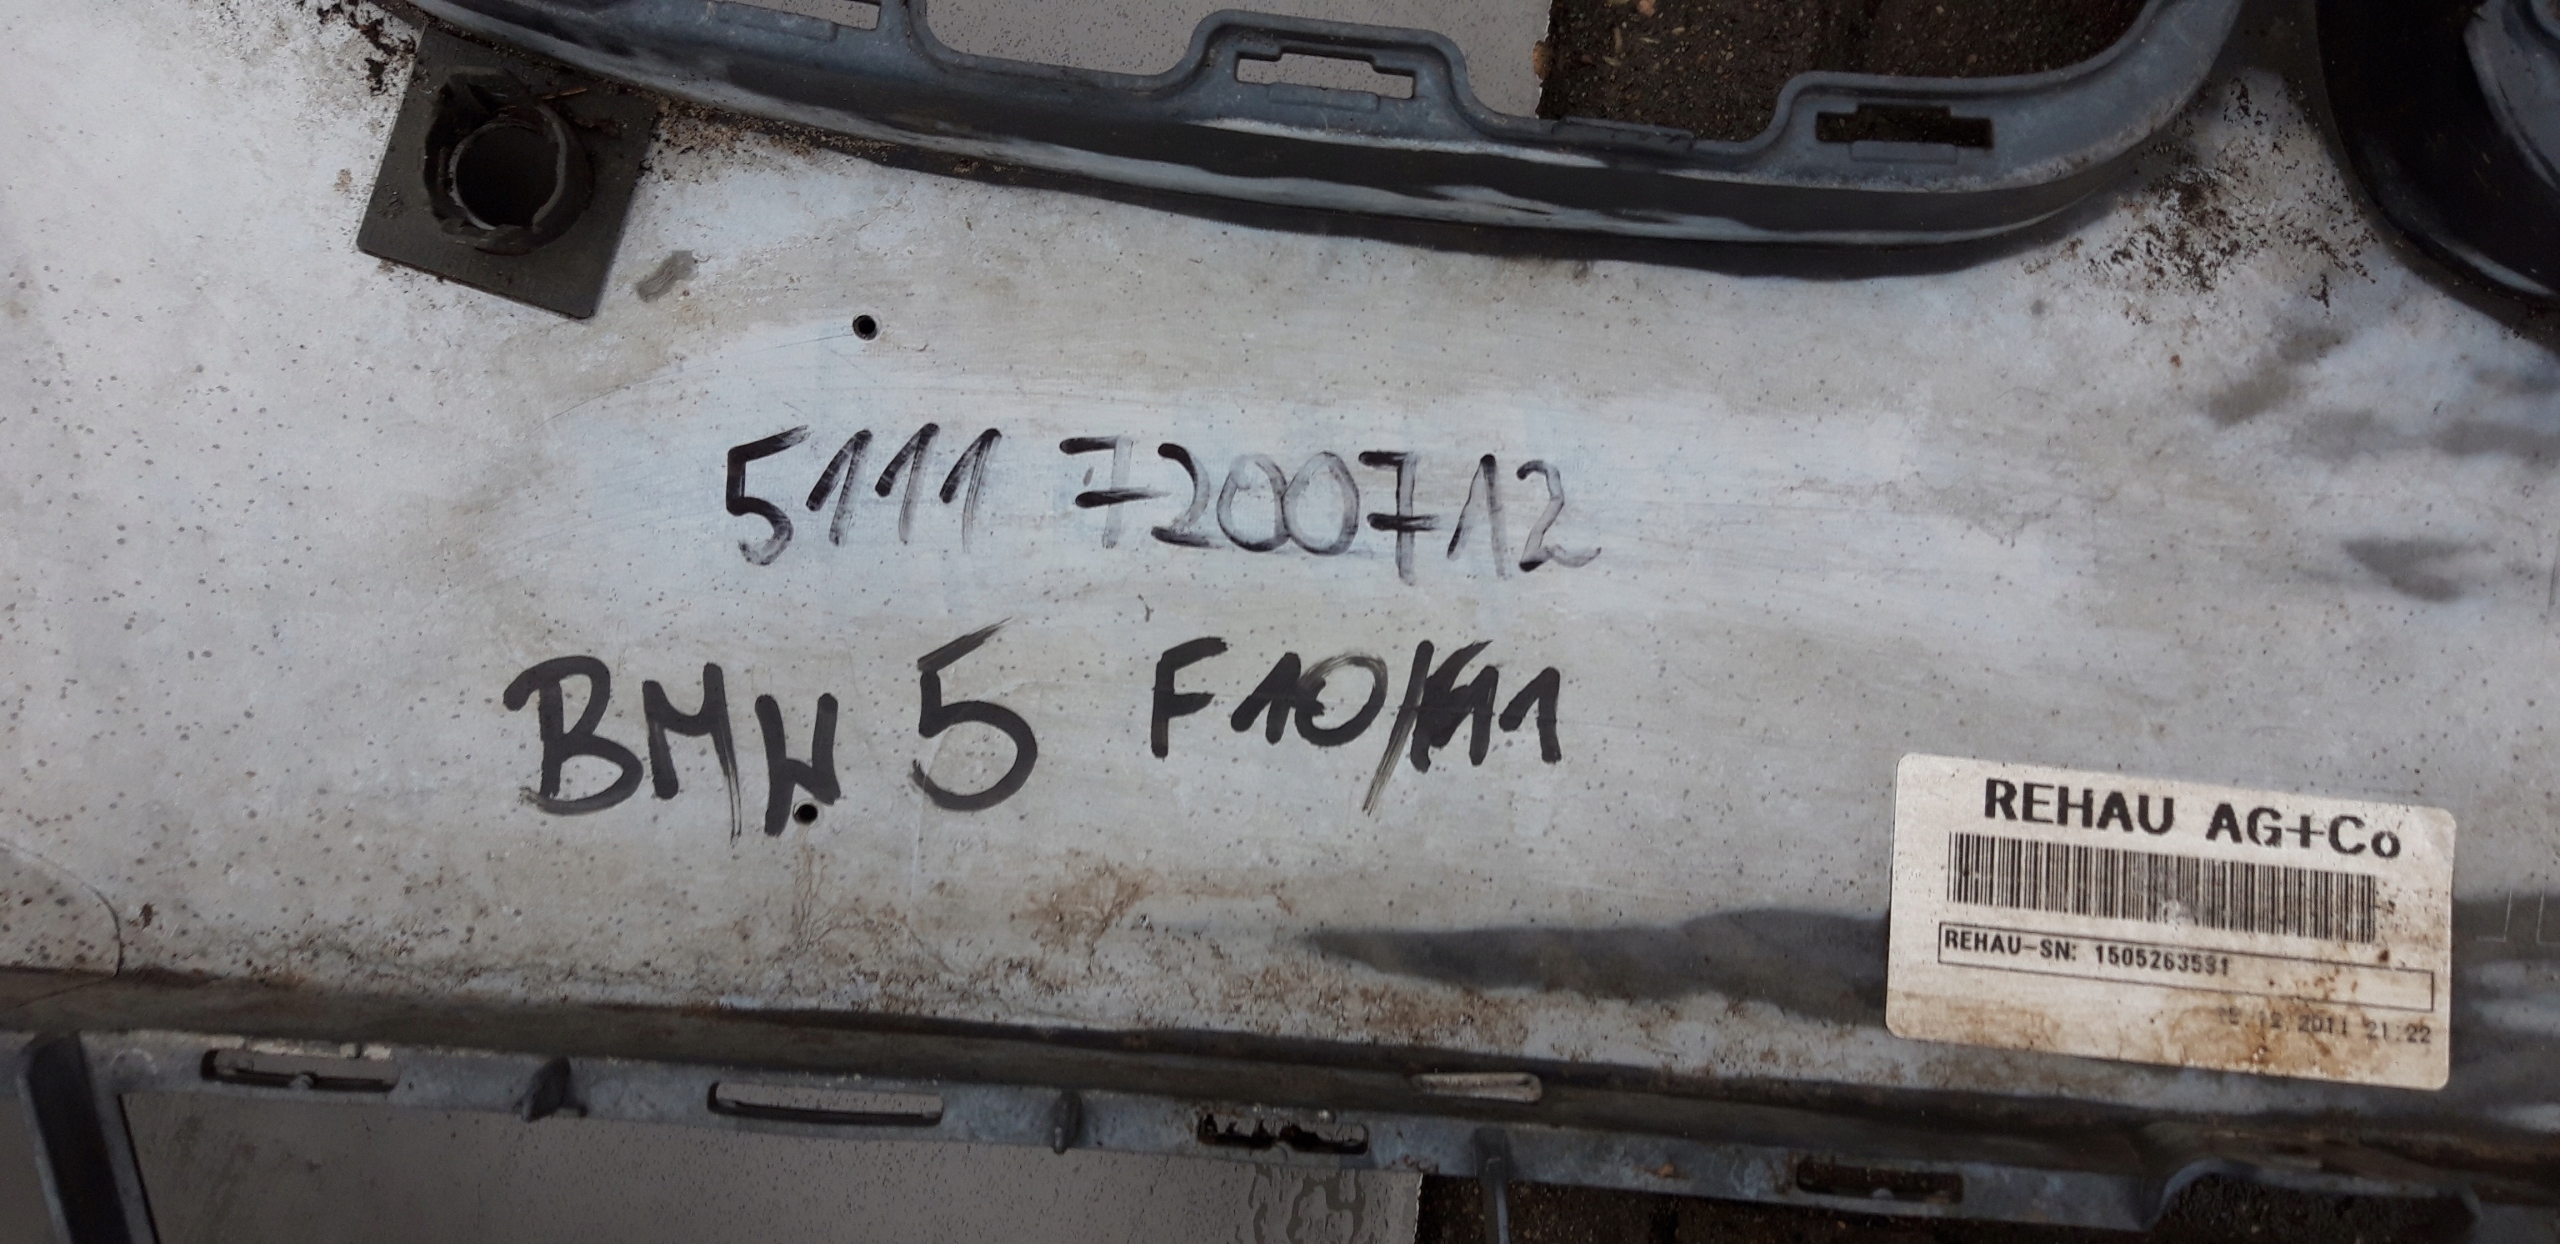 5111 7200712
BMW 5 F10/F11
REHAU AG+Co
REHAU-SN: 1505263591
12.2011 21:22